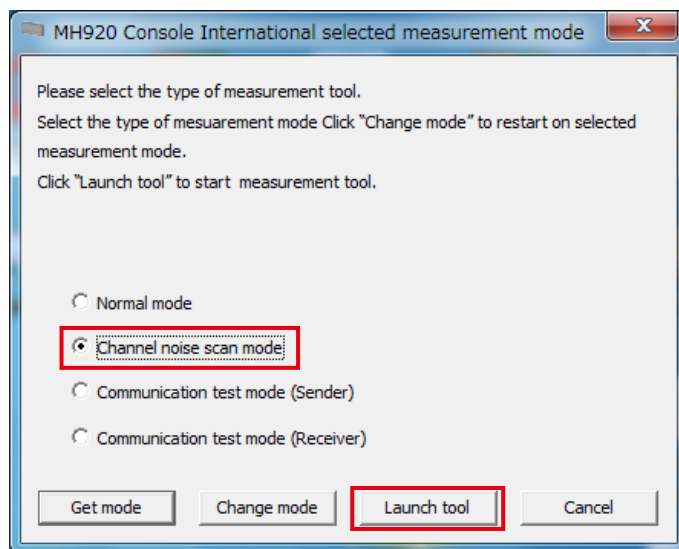 MH920 Console International selected measurement mode
Please select the type of measurement tool.
Select the type of mesuarement mode Click “Change mode” to restart on selected
measurement mode.
Click “Launch tool” to start measurement tool.
Normal mode
Channel noise scan mode
Communication test mode (Sender)
Communication test mode (Receiver)
Get mode Change mode Launch tool Cancel